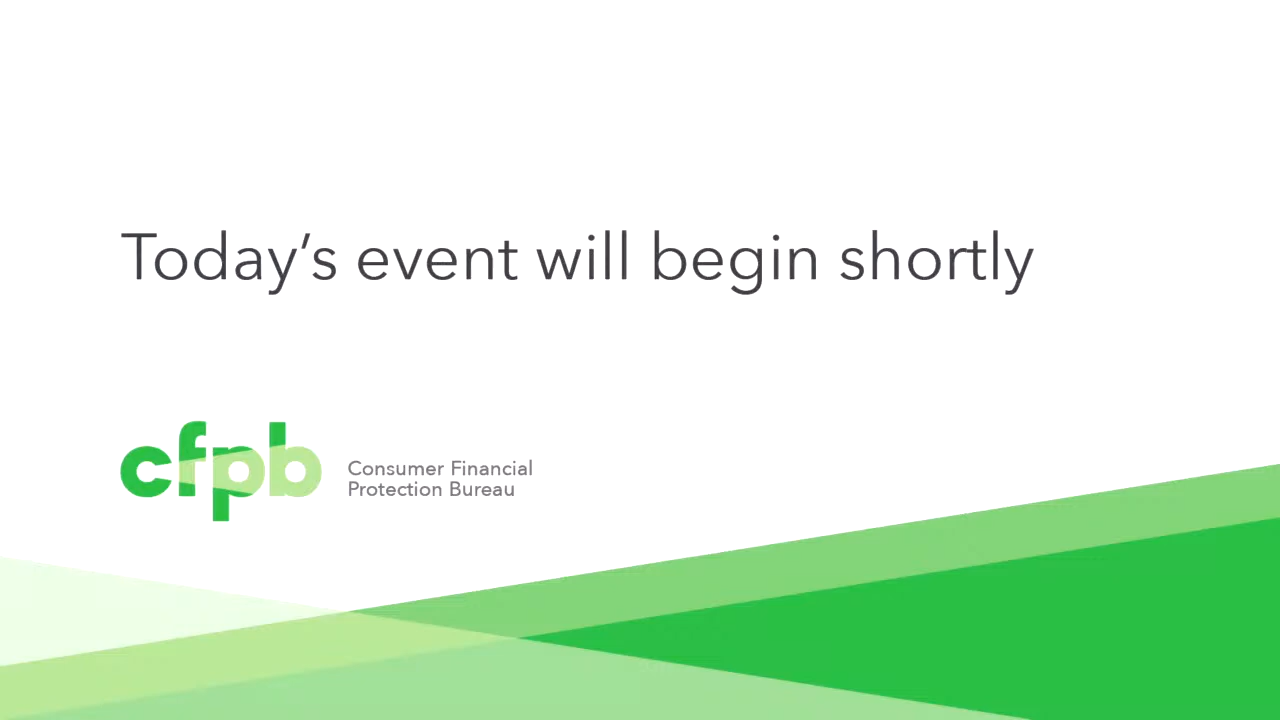 Today’s event will begin shortly
cfpb
Consumer Financial
Protection Bureau